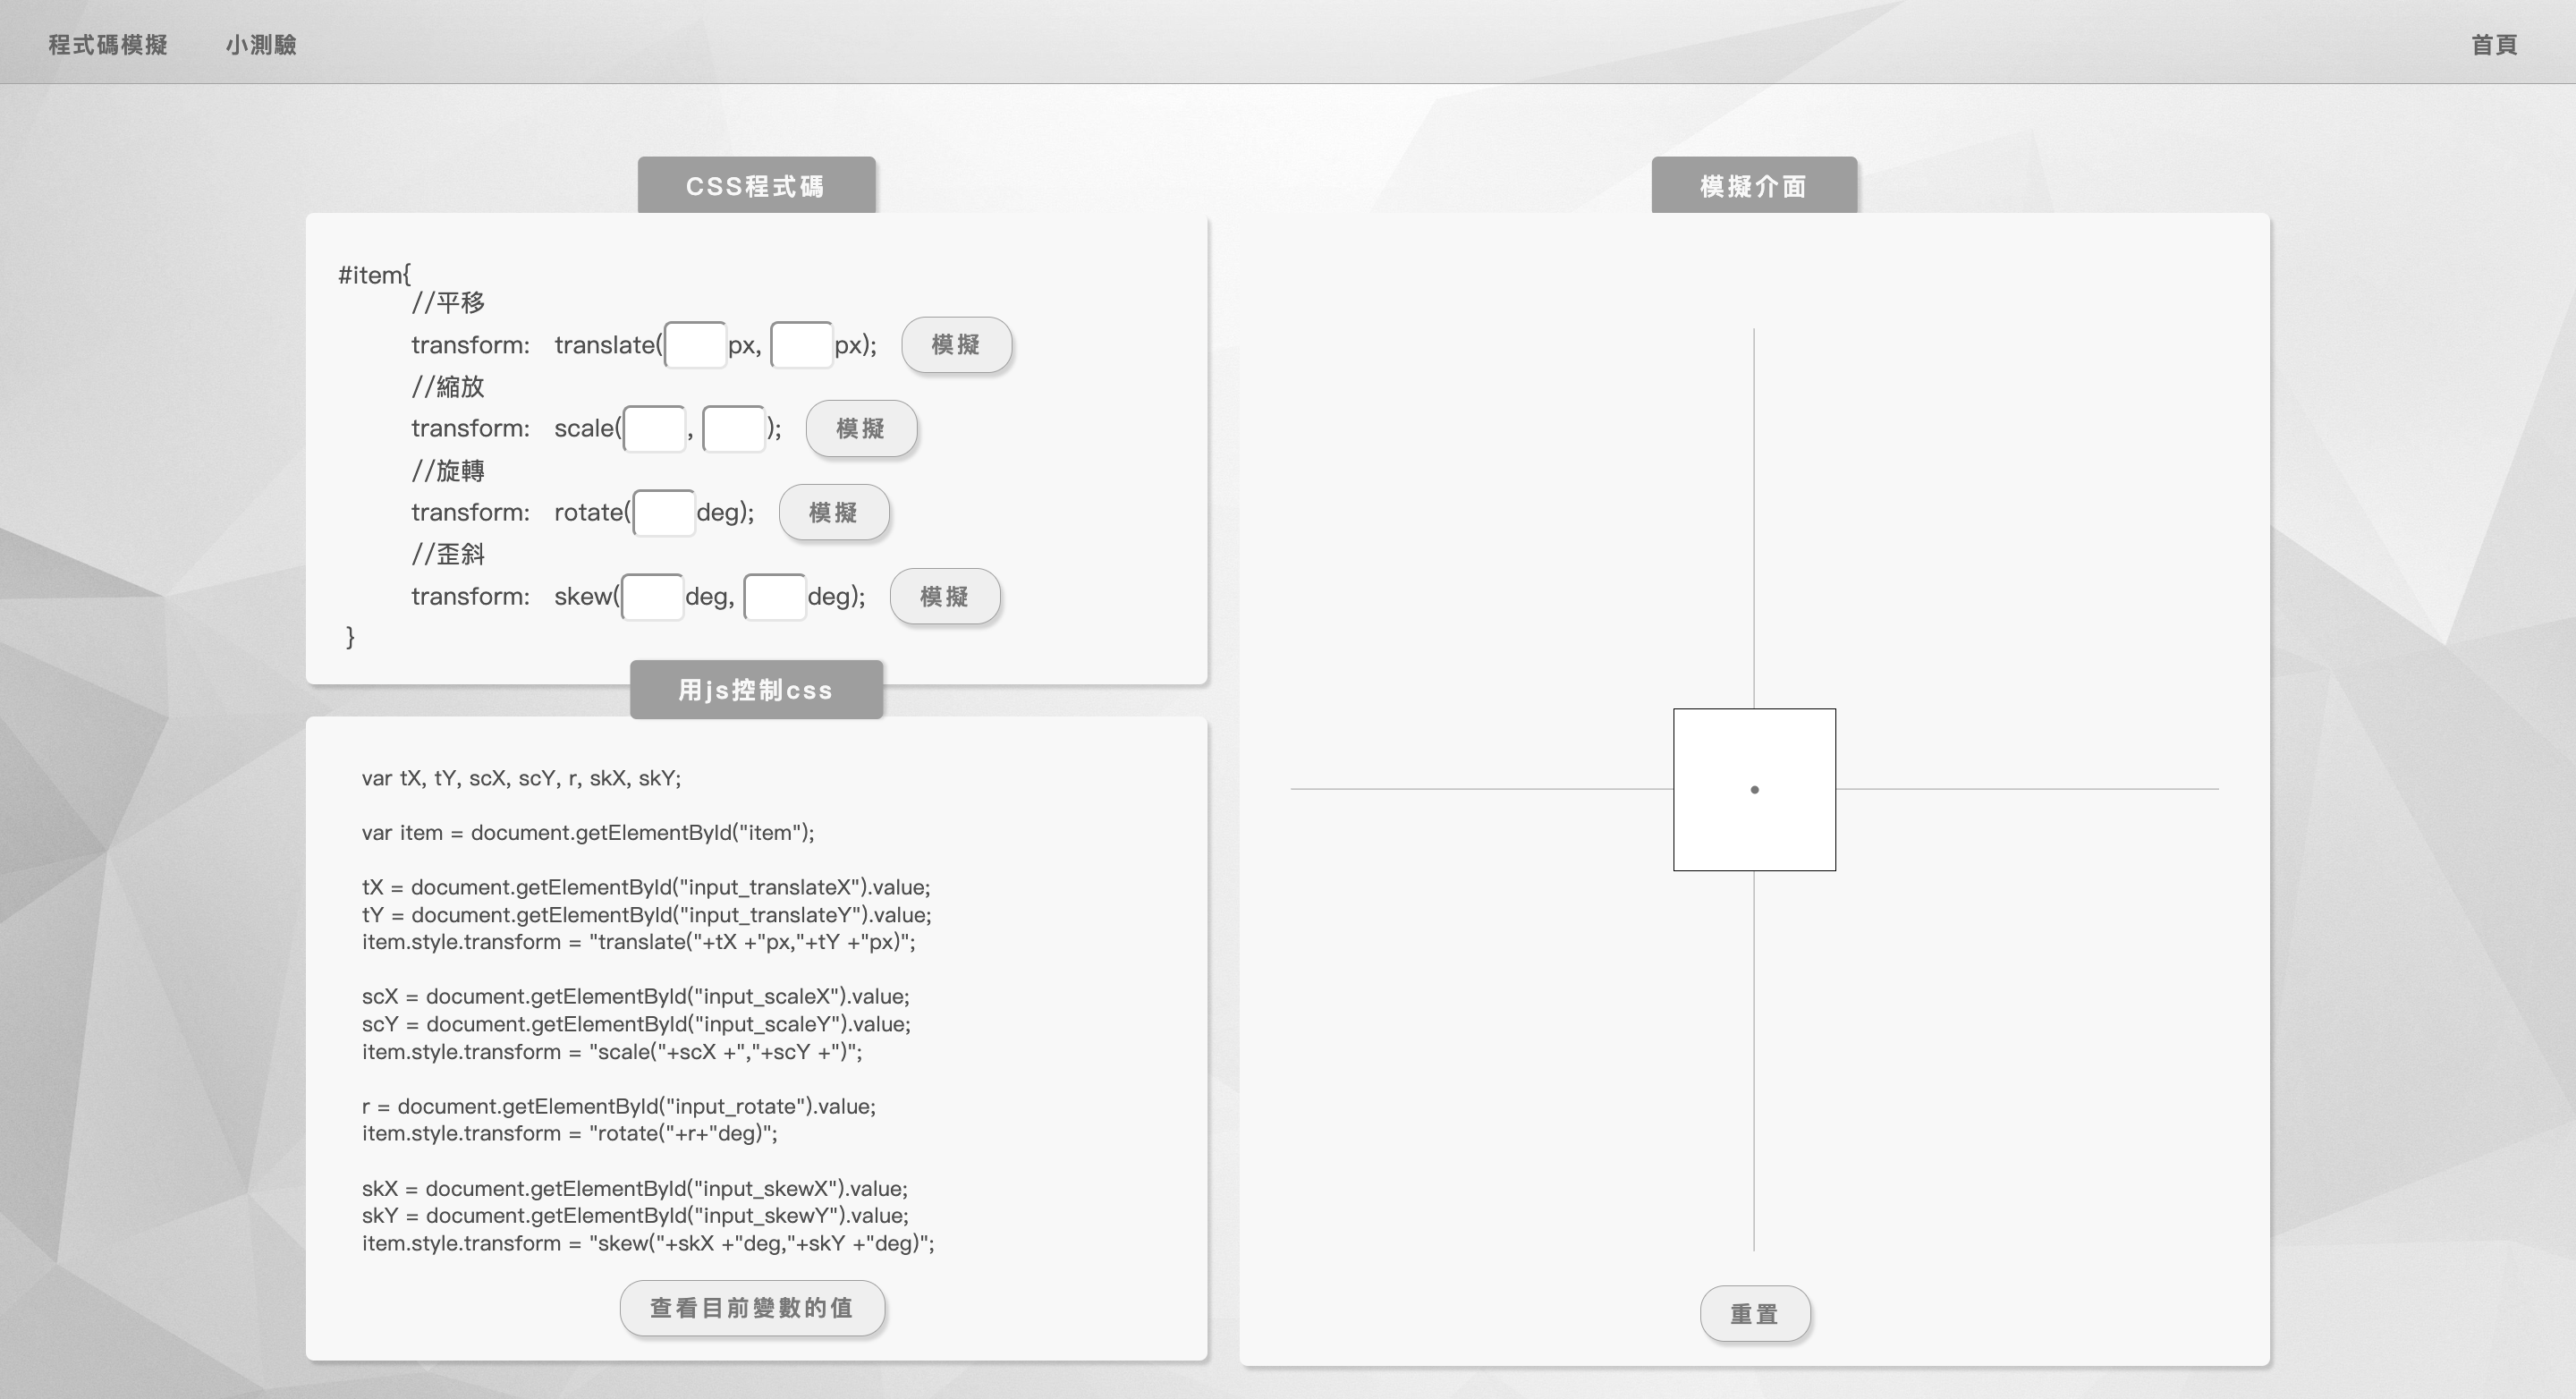 程式碼模擬 小測驗 首頁
CSS程式碼
#item{
//平移
transform: translate( px, px); 模擬
//縮放
transform: scale( , ); 模擬
//旋轉
transform: rotate( deg); 模擬
//歪斜
transform: skew( deg, deg); 模擬
}
用js控制css
var tX, tY, scX, scY, r, skX, skY;
var item = document.getElementById("item");
tX = document.getElementById("input_translateX").value;
tY = document.getElementById("input_translateY").value;
item.style.transform = "translate("+tX +"px,"+tY +"px)";
scX = document.getElementById("input_scaleX").value;
scY = document.getElementById("input_scaleY").value;
item.style.transform = "scale("+scX +","+scY +")";
r = document.getElementById("input_rotate").value;
item.style.transform = "rotate("+r+"deg)";
skX = document.getElementById("input_skewX").value;
skY = document.getElementById("input_skewY").value;
item.style.transform = "skew("+skX +"deg,"+skY +"deg)";
查看目前變數的值
模擬介面
重置